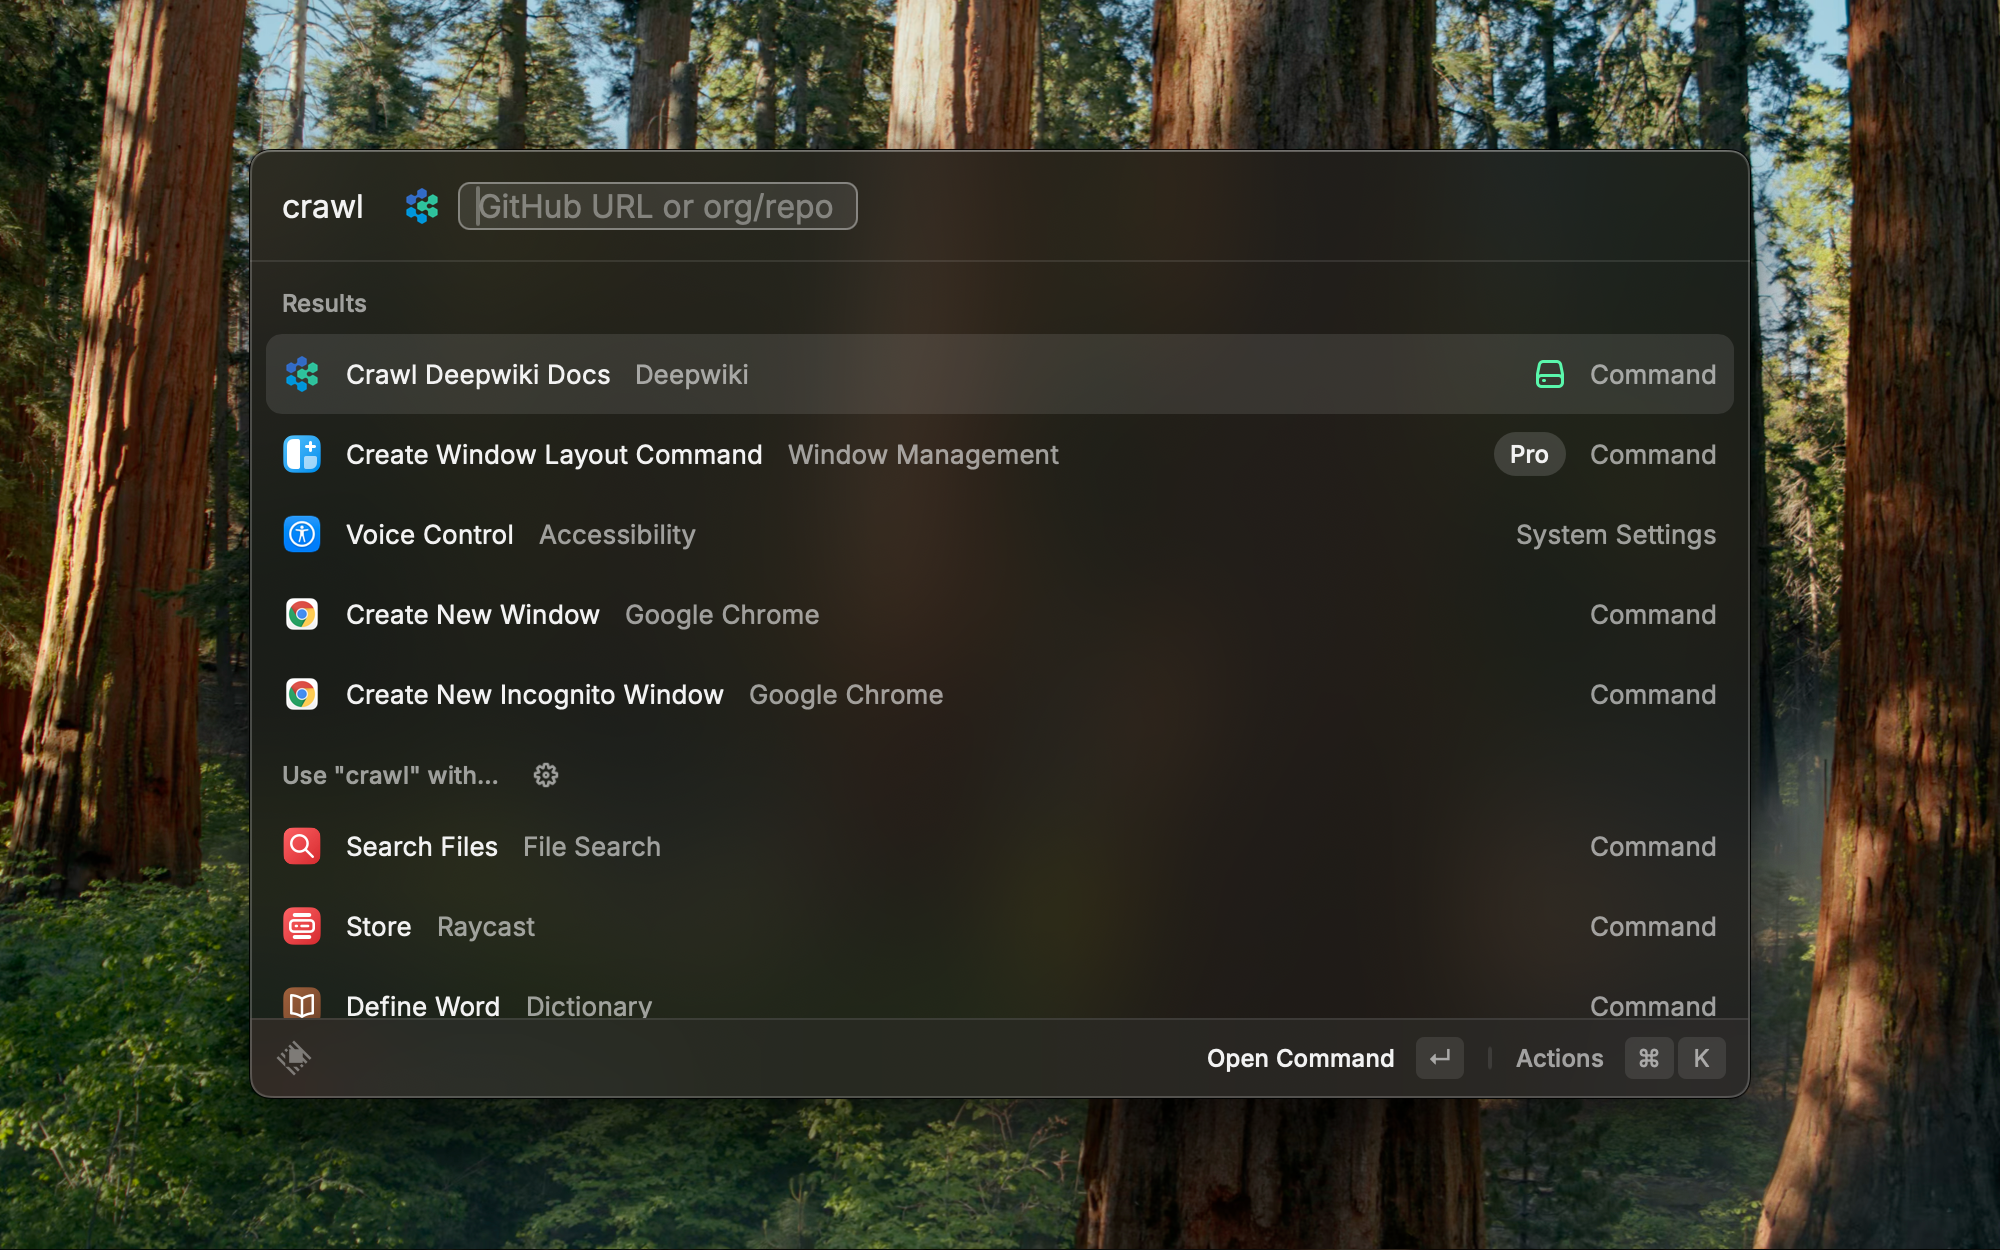 crawl GitHub URL or org/repo
Results
Crawl Deepwiki Docs Deepwiki Command
Create Window Layout Command Window Management Pro Command
Voice Control Accessibility System Settings
Create New Window Google Chrome Command
Create New Incognito Window Google Chrome Command
Use "crawl" with...
Search Files File Search Command
Store Raycast Command
Define Word Dictionary Command
Open Command ↵ Actions ⌘ K